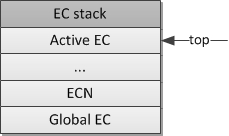 EC stack
Active EC
top
...
ECN
Global EC